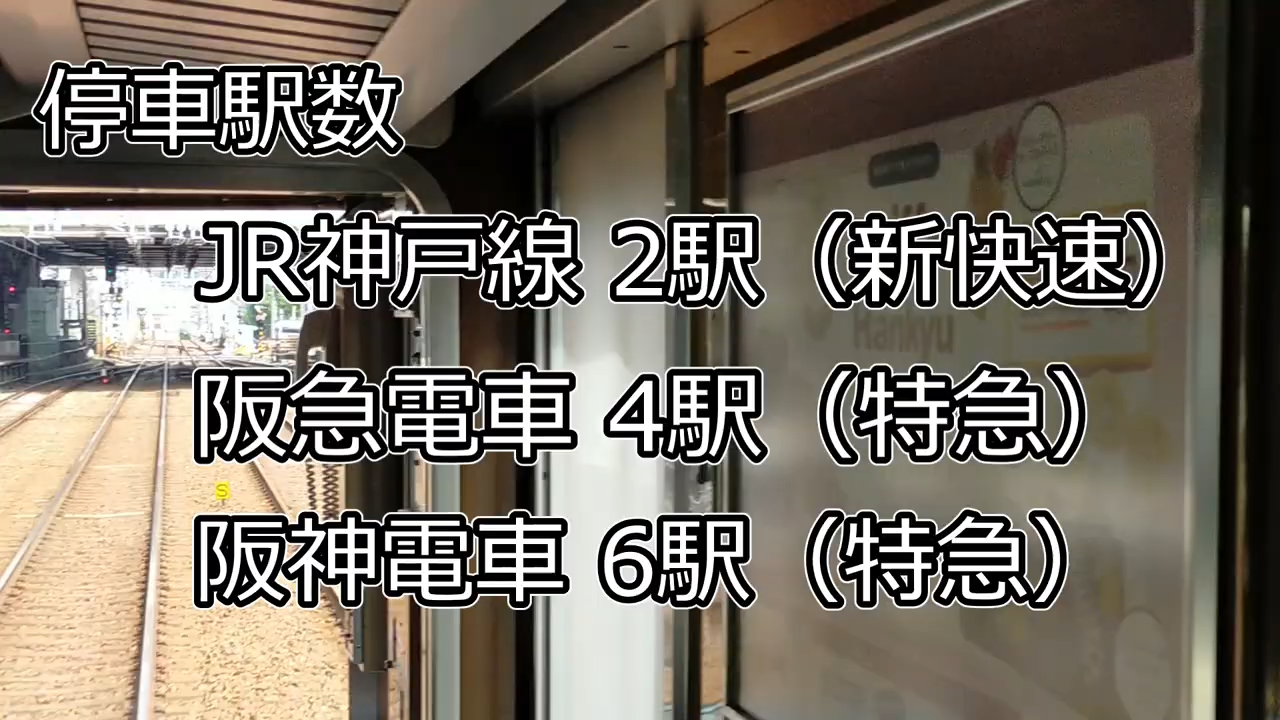 停車駅数
JR神戸線 2駅（新快速）
Hankyu
阪急電車 4駅（特急）
S
阪神電車 6駅（特急）